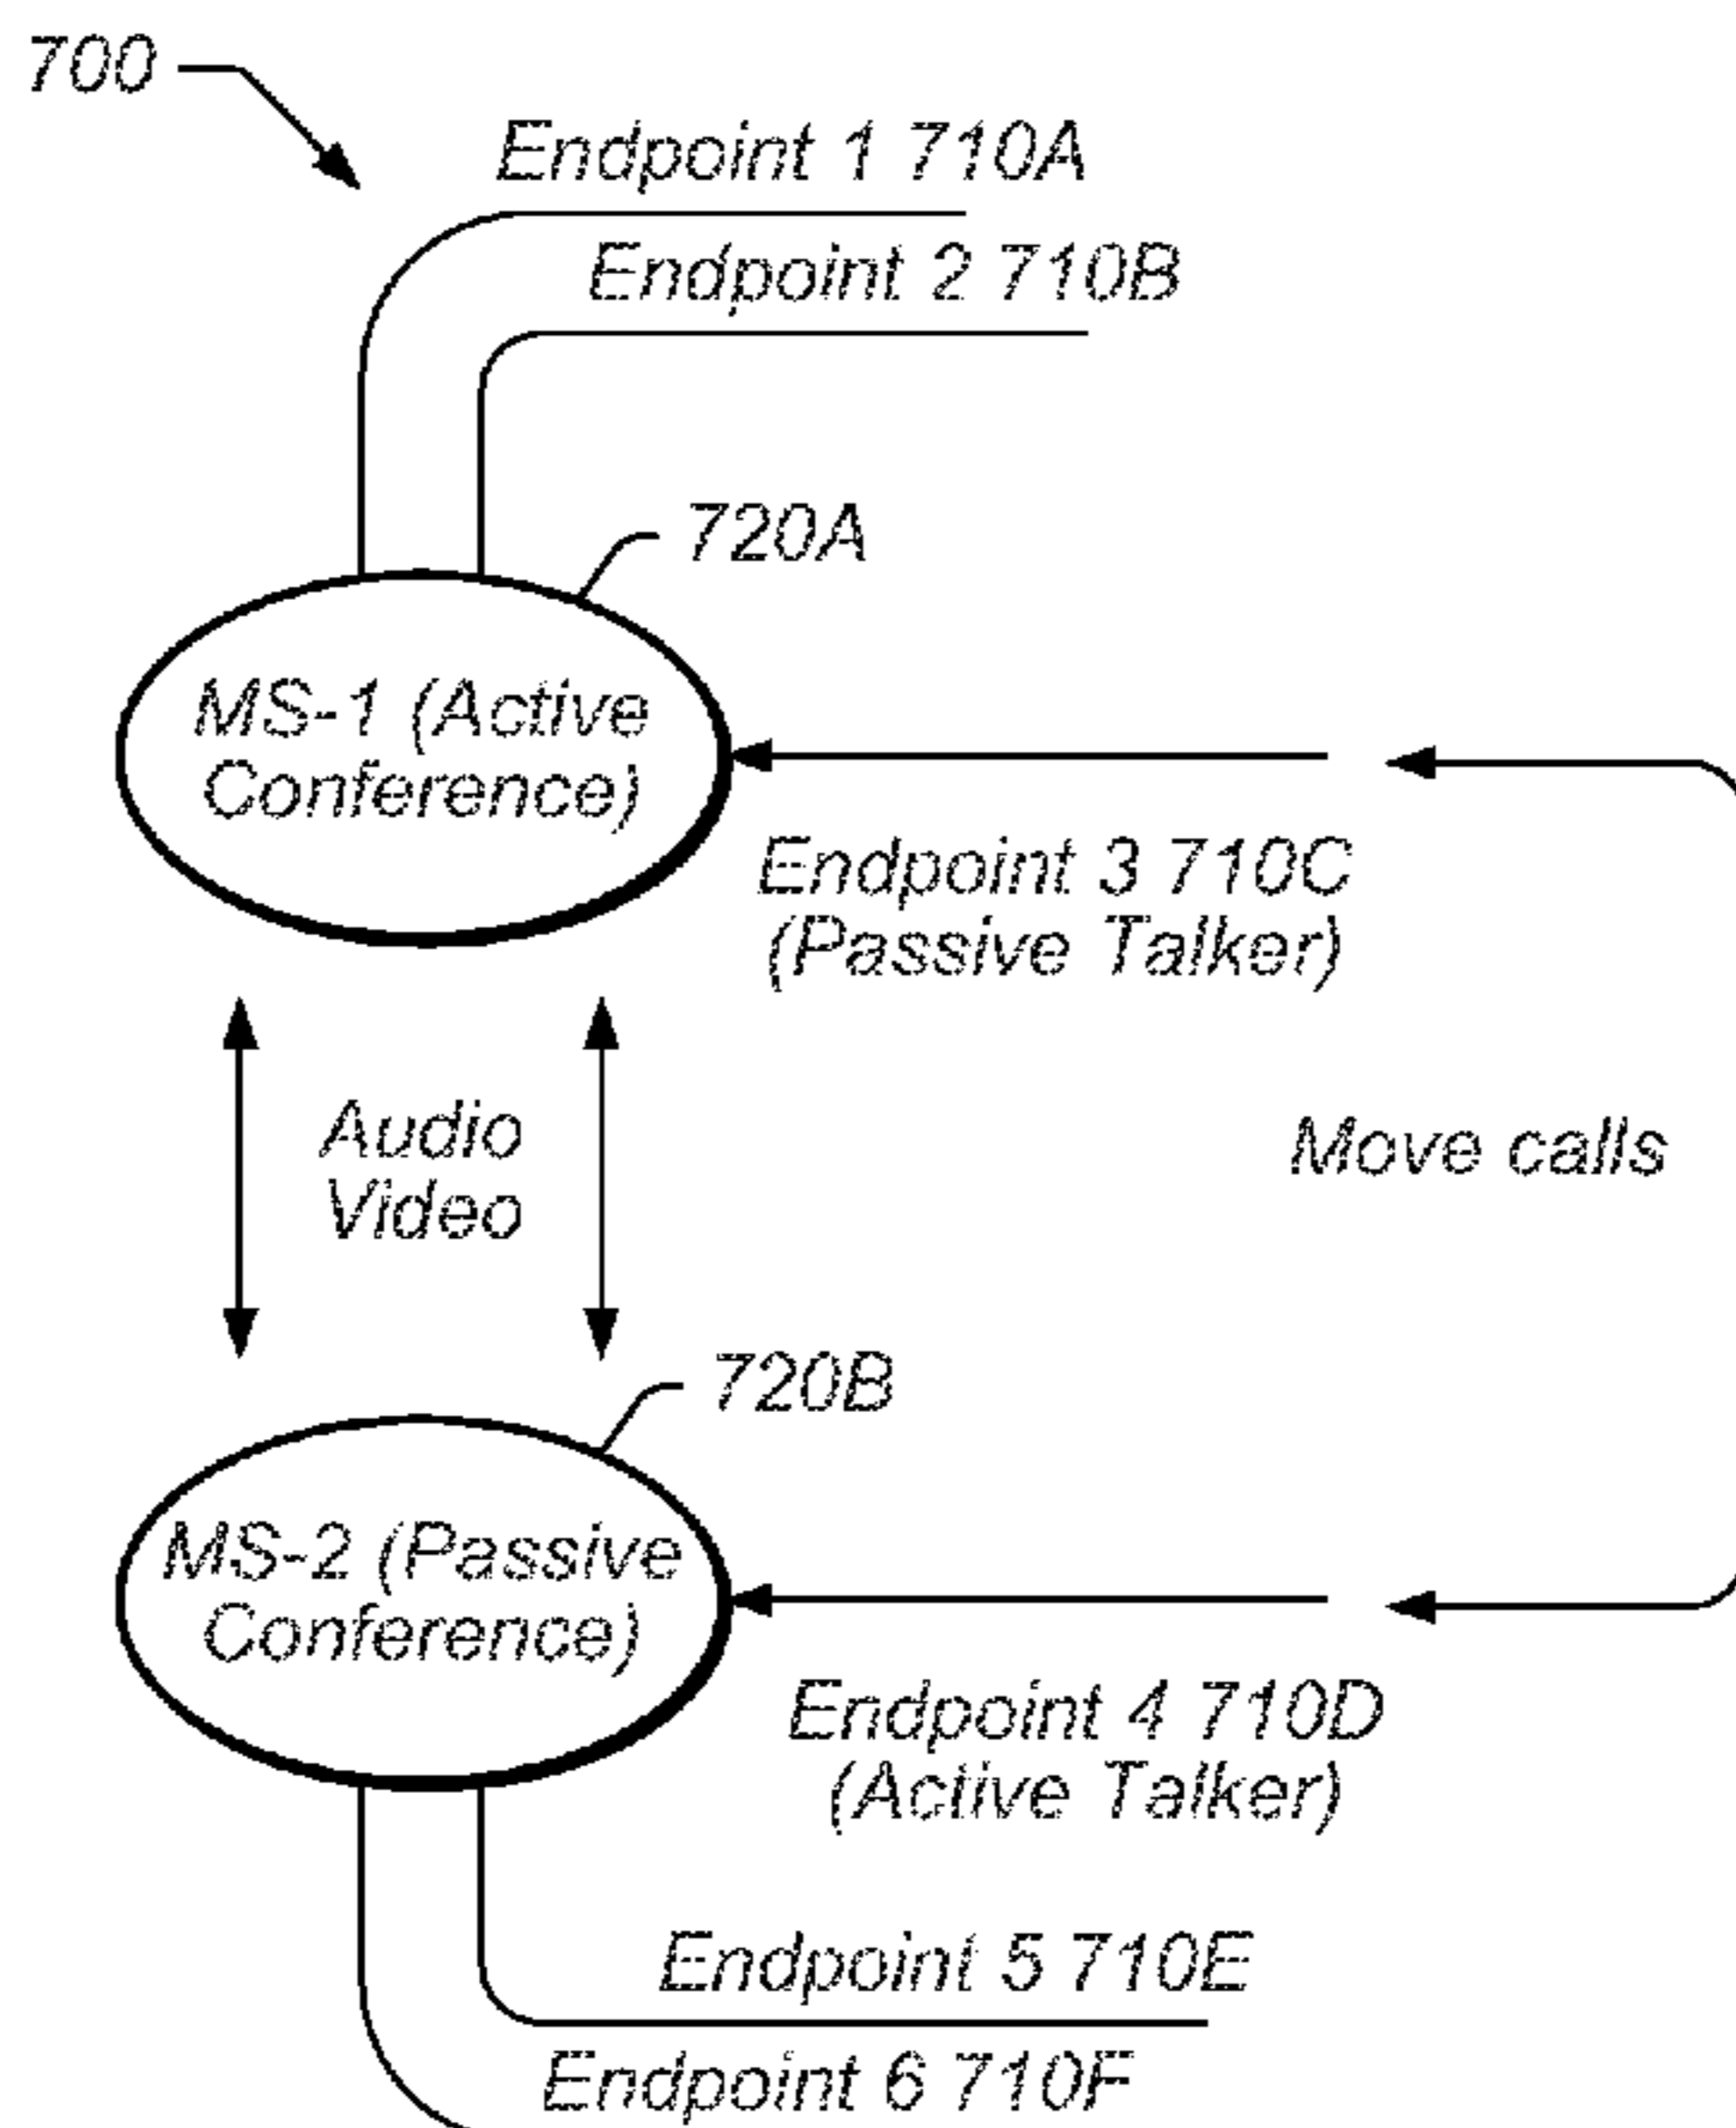 700
Endpoint 1 710A
Endpoint 2 710B
720A
MS-1 (Active
Conference)
Endpoint 3 710C
(Passive Talker)
Audio
Video
Move calls
720B
MS-2 (Passive
Conference)
Endpoint 4 710D
(Active Talker)
Endpoint 5 710E
Endpoint 6 710F